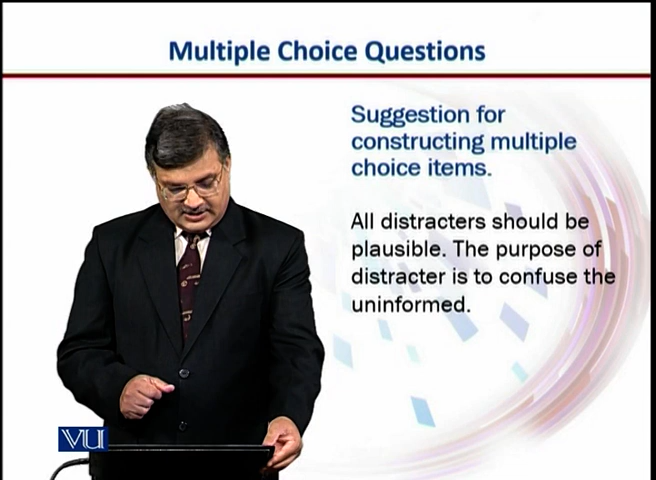 Multiple Choice Questions
Suggestion for
constructing multiple
choice items.
All distracters should be
plausible. The purpose of
distracter is to confuse the
uninformed.
VU